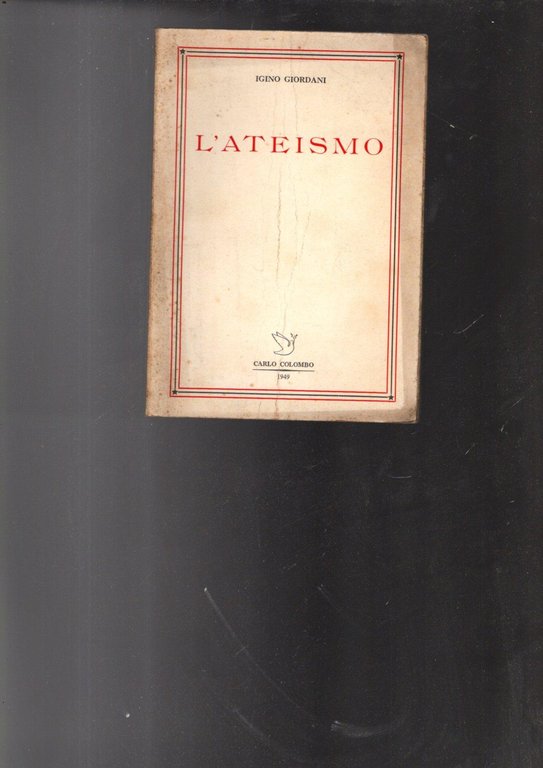 IGINO GIORDANI
L'ATEISMO
CARLO COLOMBO
1949